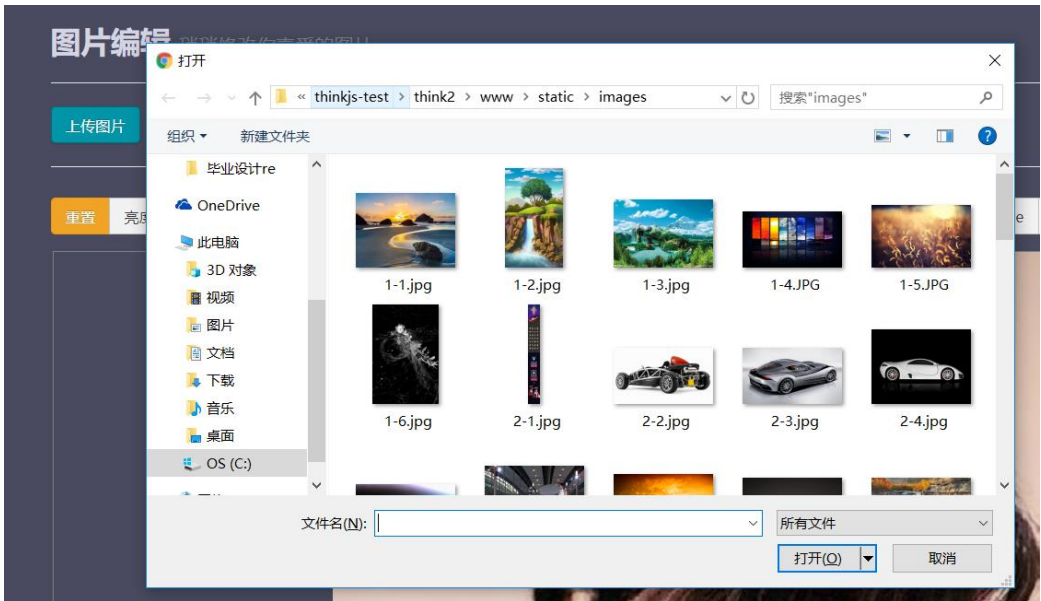 图片编辑
打开
« thinkjs-test > think2 > www > static > images
搜索"images"
上传图片
组织
新建文件夹
毕业设计re
OneDrive
此电脑
3D 对象
视频
图片
文档
下载
音乐
桌面
OS (C:)
重置
亮度
e
1-1.jpg
1-2.jpg
1-3.jpg
1-4.JPG
1-5.JPG
1-6.jpg
2-1.jpg
2-2.jpg
2-3.jpg
2-4.jpg
文件名(N):
所有文件
打开(O)
取消